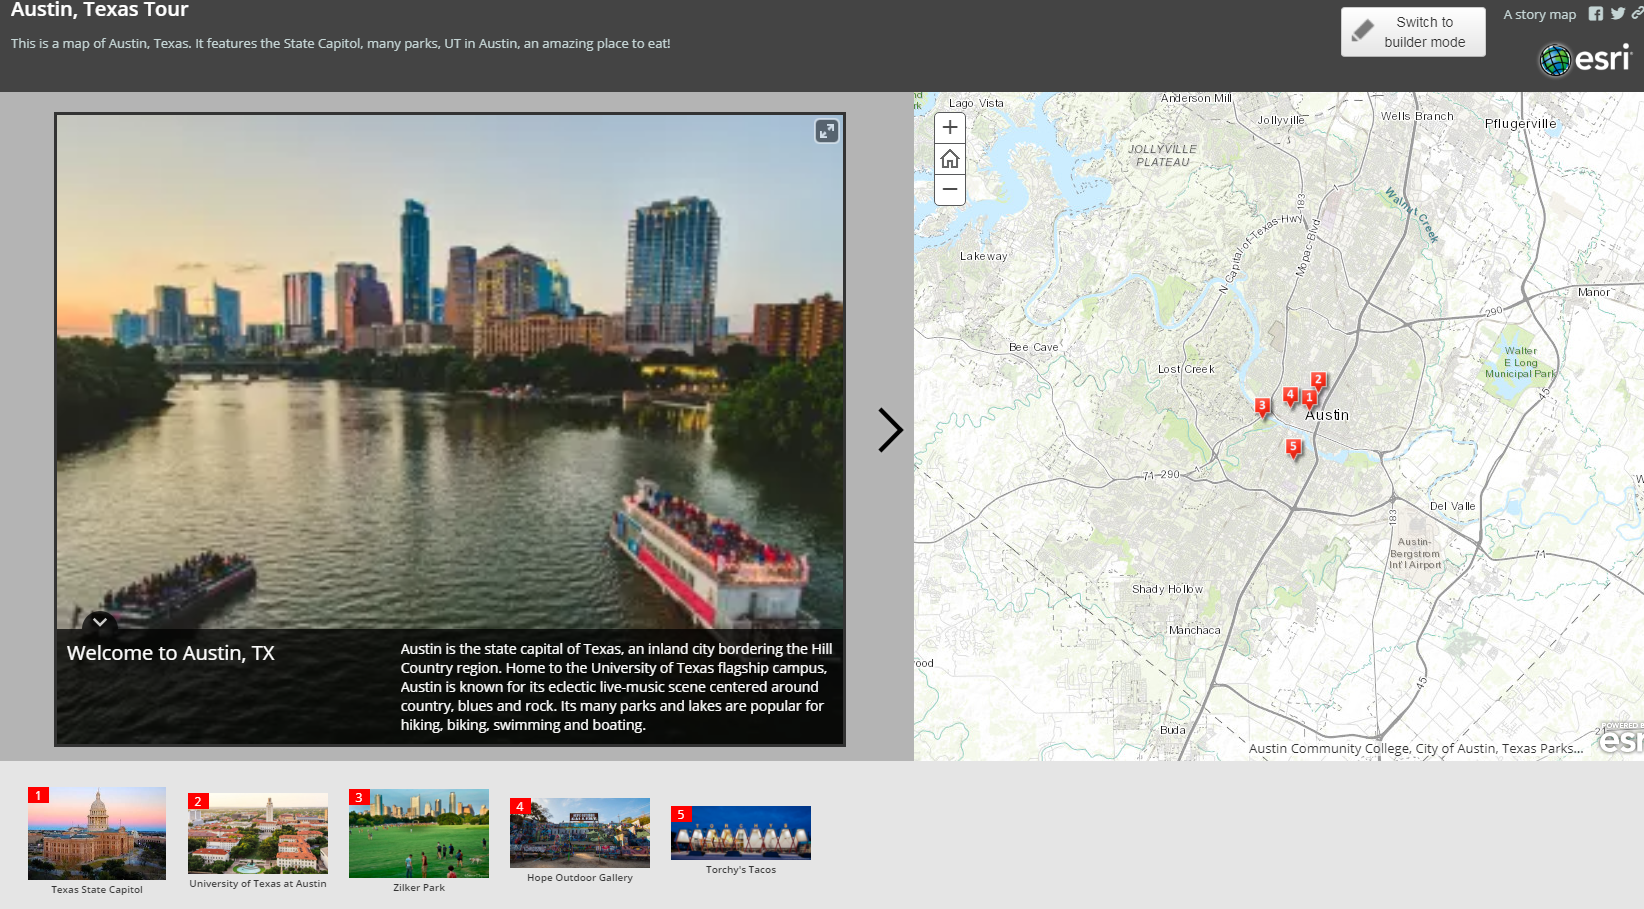 Austin, Texas Tour
This is a map of Austin, Texas. It features the State Capitol, many parks, UT in Austin, an amazing place to eat!
Switch to
builder mode
A story map
esri
Welcome to Austin, TX
Austin is the state capital of Texas, an inland city bordering the Hill
Country region. Home to the University of Texas flagship campus,
Austin is known for its eclectic live-music scene centered around
country, blues and rock. Its many parks and lakes are popular for
hiking, biking, swimming and boating.
Lago Vista
Anderson Mill
Jollyville
Wells Branch
Pflugerville
JOLLYVILLE
PLATEAU
183
1
Walnut Creek
N-Capital-of-Texas-Hwy
Mopac-Blvd
Lakeway
Manor
290
Bee Cave
Lost Creek
Walter
E Long
Municipal Park
45
2
4
1
3
Austin
5
71
290
183
Del Valle
Austin-
Bergstrom
Int'l Airport
71
Shady Hollow
Manchaca
ood
45
Buda
21
POWERED B
esr
Austin Community College, City of Austin, Texas Parks...
1
Texas State Capitol
2
University of Texas at Austin
3
Zilker Park
4
Hope Outdoor Gallery
5
TORCHYS
Torchy's Tacos